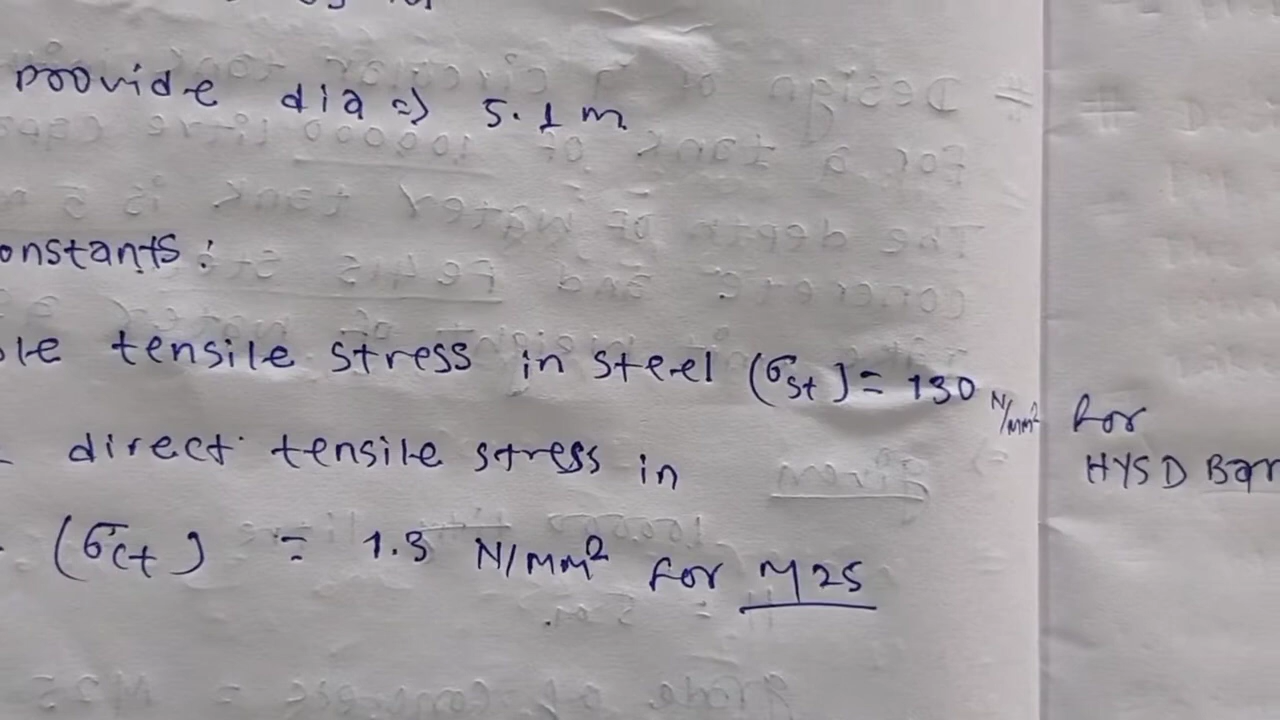 provide dia => 5.1 m
onstants :
ble tensile stress in steel (σst) = 130 N/mm² for
HYSD Bar
direct tensile stress in
(σct) = 1.3 N/mm² for M25